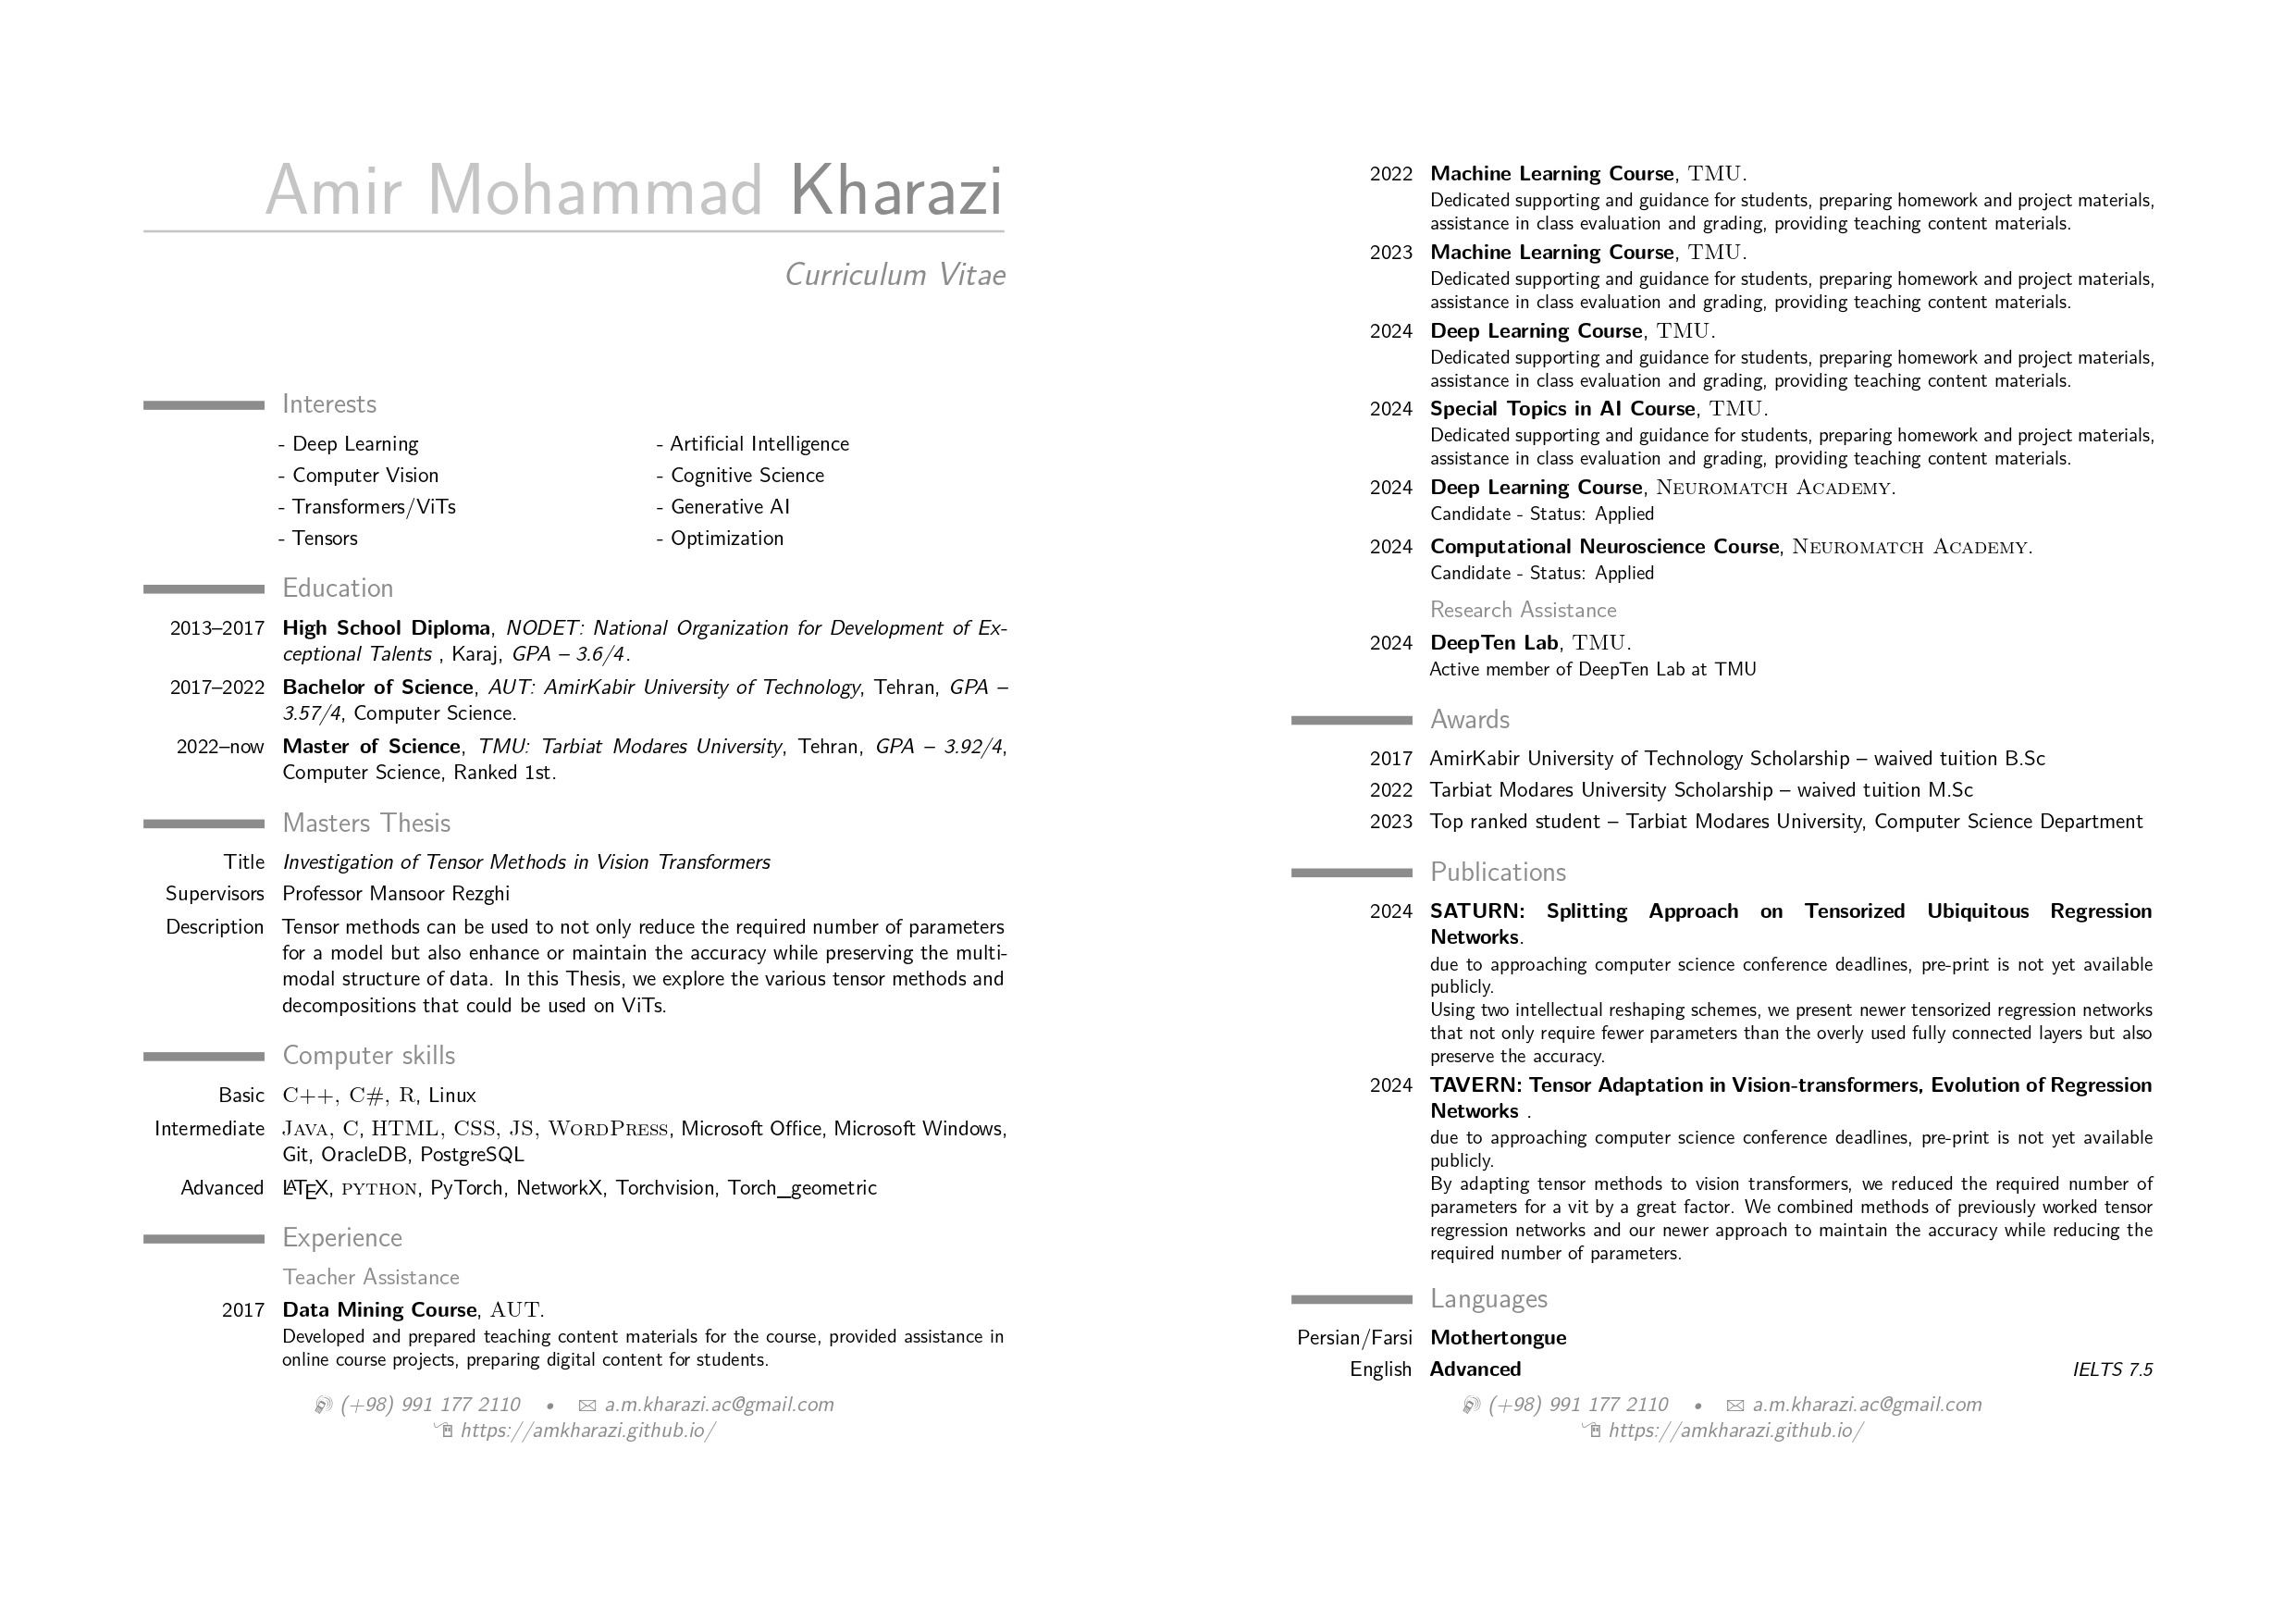 Amir Mohammad Kharazi
Curriculum Vitae
Interests
- Deep Learning
- Artificial Intelligence
- Computer Vision
- Cognitive Science
- Transformers/ViTs
- Generative AI
- Tensors
- Optimization
Education
2013–2017 High School Diploma, NODET: National Organization for Development of Ex-
ceptional Talents , Karaj, GPA – 3.6/4.
2017–2022 Bachelor of Science, AUT: AmirKabir University of Technology, Tehran, GPA –
3.57/4, Computer Science.
2022–now Master of Science, TMU: Tarbiat Modares University, Tehran, GPA – 3.92/4,
Computer Science, Ranked 1st.
Masters Thesis
Title Investigation of Tensor Methods in Vision Transformers
Supervisors Professor Mansoor Rezghi
Description Tensor methods can be used to not only reduce the required number of parameters
for a model but also enhance or maintain the accuracy while preserving the multi-
modal structure of data. In this Thesis, we explore the various tensor methods and
decompositions that could be used on ViTs.
Computer skills
Basic C++, C#, R, Linux
Intermediate Java, C, HTML, CSS, JS, WordPress, Microsoft Office, Microsoft Windows,
Git, OracleDB, PostgreSQL
Advanced LATEX, python, PyTorch, NetworkX, Torchvision, Torch_geometric
Experience
Teacher Assistance
2017 Data Mining Course, AUT.
Developed and prepared teaching content materials for the course, provided assistance in
online course projects, preparing digital content for students.
(+98) 991 177 2110 • a.m.kharazi.ac@gmail.com
https://amkharazi.github.io/
2022 Machine Learning Course, TMU.
Dedicated supporting and guidance for students, preparing homework and project materials,
assistance in class evaluation and grading, providing teaching content materials.
2023 Machine Learning Course, TMU.
Dedicated supporting and guidance for students, preparing homework and project materials,
assistance in class evaluation and grading, providing teaching content materials.
2024 Deep Learning Course, TMU.
Dedicated supporting and guidance for students, preparing homework and project materials,
assistance in class evaluation and grading, providing teaching content materials.
2024 Special Topics in AI Course, TMU.
Dedicated supporting and guidance for students, preparing homework and project materials,
assistance in class evaluation and grading, providing teaching content materials.
2024 Deep Learning Course, Neuromatch Academy.
Candidate - Status: Applied
2024 Computational Neuroscience Course, Neuromatch Academy.
Candidate - Status: Applied
Research Assistance
2024 DeepTen Lab, TMU.
Active member of DeepTen Lab at TMU
Awards
2017 AmirKabir University of Technology Scholarship – waived tuition B.Sc
2022 Tarbiat Modares University Scholarship – waived tuition M.Sc
2023 Top ranked student – Tarbiat Modares University, Computer Science Department
Publications
2024 SATURN: Splitting Approach on Tensorized Ubiquitous Regression
Networks.
due to approaching computer science conference deadlines, pre-print is not yet available
publicly.
Using two intellectual reshaping schemes, we present newer tensorized regression networks
that not only require fewer parameters than the overly used fully connected layers but also
preserve the accuracy.
2024 TAVERN: Tensor Adaptation in Vision-transformers, Evolution of Regression
Networks .
due to approaching computer science conference deadlines, pre-print is not yet available
publicly.
By adapting tensor methods to vision transformers, we reduced the required number of
parameters for a vit by a great factor. We combined methods of previously worked tensor
regression networks and our newer approach to maintain the accuracy while reducing the
required number of parameters.
Languages
Persian/Farsi Mothertongue
English Advanced IELTS 7.5
(+98) 991 177 2110 • a.m.kharazi.ac@gmail.com
https://amkharazi.github.io/